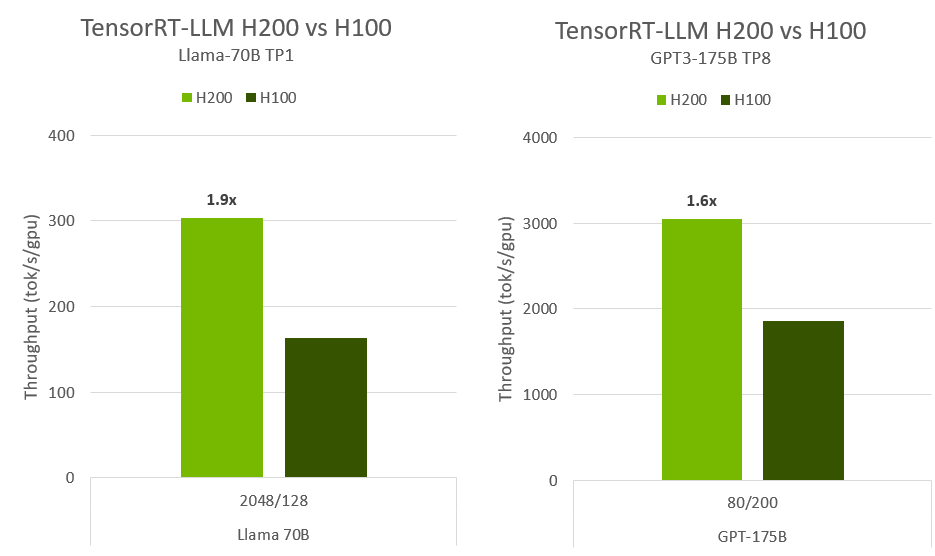 TensorRT-LLM H200 vs H100
Llama-70B TP1
H200 H100
400
300
200
100
0
Throughput (tok/s/gpu)
1.9x
2048/128
Llama 70B
TensorRT-LLM H200 vs H100
GPT3-175B TP8
H200 H100
4000
3000
2000
1000
0
Throughput (tok/s/gpu)
1.6x
80/200
GPT-175B